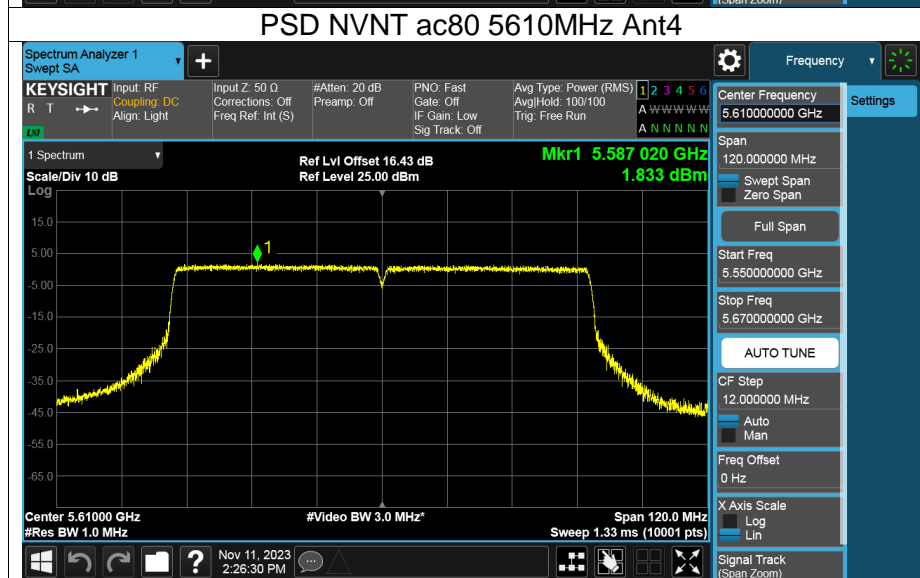 (Span Zoom)
PSD NVNT ac80 5610MHz Ant4
Spectrum Analyzer 1
Swept SA
+
Frequency
KEYSIGHT
R T
LXI
Input: RF
Coupling: DC
Align: Light
Input Z: 50 Ω
Corrections: Off
Freq Ref: Int (S)
#Atten: 20 dB
Preamp: Off
PNO: Fast
Gate: Off
IF Gain: Low
Sig Track: Off
Avg Type: Power (RMS)
Avg|Hold: 100/100
Trig: Free Run
1 2 3 4 5 6
A W W W W W
A N N N N N
Center Frequency
5.610000000 GHz
Settings
Span
120.000000 MHz
Swept Span
Zero Span
Full Span
Start Freq
5.550000000 GHz
Stop Freq
5.670000000 GHz
AUTO TUNE
CF Step
12.000000 MHz
Auto
Man
Freq Offset
0 Hz
X Axis Scale
Log
Lin
Signal Track
(Span Zoom)
1 Spectrum
Scale/Div 10 dB
Ref Lvl Offset 16.43 dB
Ref Level 25.00 dBm
Mkr1 5.587 020 GHz
1.833 dBm
Log
15.0
5.00
-5.00
-15.0
-25.0
-35.0
-45.0
-55.0
-65.0
1
Center 5.61000 GHz
#Res BW 1.0 MHz
#Video BW 3.0 MHz*
Span 120.0 MHz
Sweep 1.33 ms (10001 pts)
?
Nov 11, 2023
2:26:30 PM